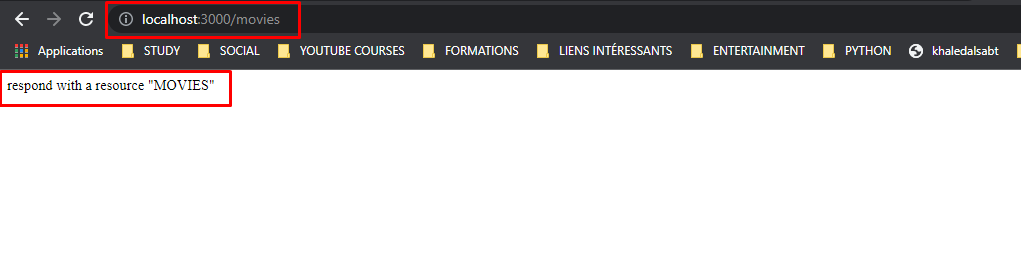 localhost:3000/movies
Applications STUDY SOCIAL YOUTUBE COURSES FORMATIONS LIENS INTÉRESSANTS ENTERTAINMENT PYTHON khaledalsabt
respond with a resource "MOVIES"